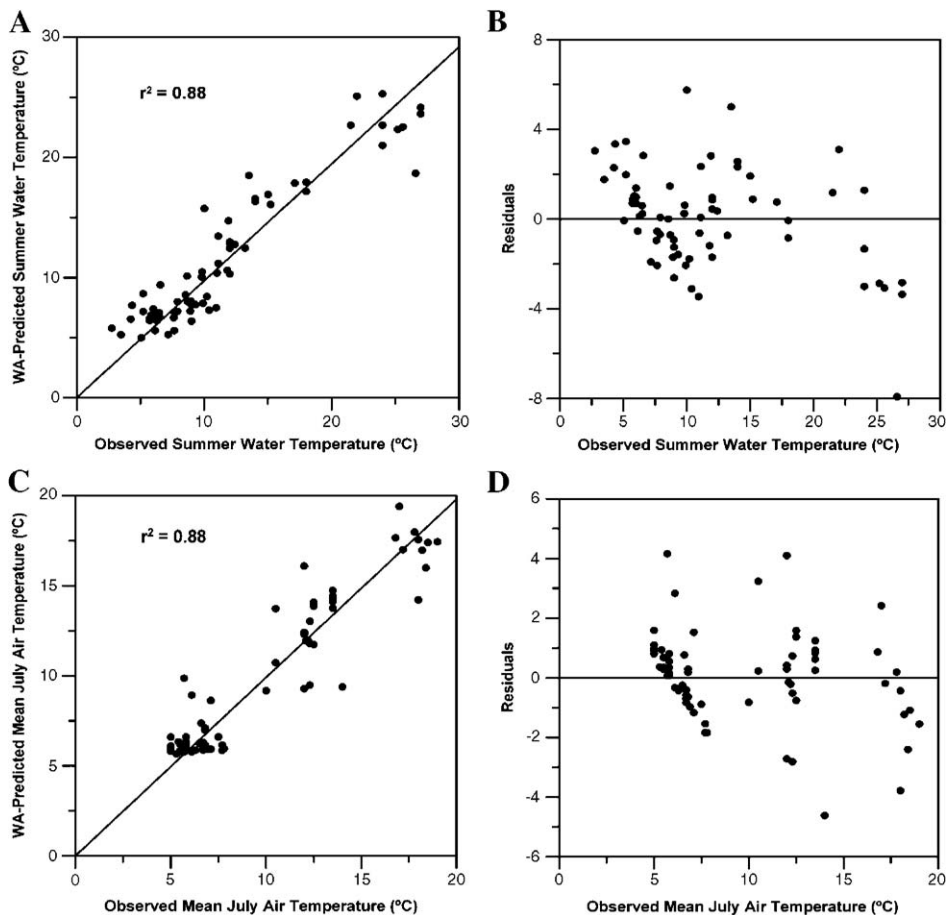 A
WA-Predicted Summer Water Temperature (ºC)
30
20
10
0
r² = 0.88
0 10 20 30
Observed Summer Water Temperature (ºC)
B
Residuals
8
4
0
-4
-8
0 5 10 15 20 25 30
Observed Summer Water Temperature (ºC)
C
WA-Predicted Mean July Air Temperature (ºC)
20
15
10
5
0
r² = 0.88
0 5 10 15 20
Observed Mean July Air Temperature (ºC)
D
Residuals
6
4
2
0
-2
-4
-6
0 5 10 15 20
Observed Mean July Air Temperature (ºC)